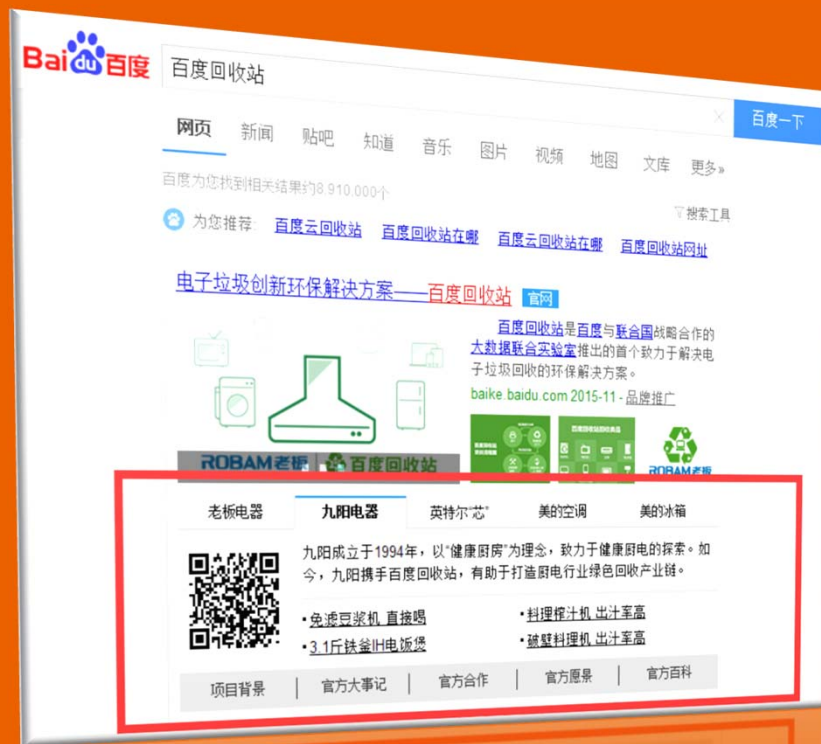 Bai du 百度
百度回收站
百度一下
网页 新闻 贴吧 知道 音乐 图片 视频 地图 文库 更多»
百度为您找到相关结果约8,910,000个
搜索工具
为您推荐: 百度云回收站 百度回收站在哪 百度云回收站在哪 百度回收站网址
电子垃圾创新环保解决方案——百度回收站 官网
百度回收站是百度与联合国战略合作的
大数据联合实验室推出的首个致力于解决电
子垃圾回收的环保解决方案。
baike.baidu.com 2015-11 - 品牌推广
ROBAM老板 百度回收站
ROBAM老板
老板电器 九阳电器 英特尔"芯" 美的空调 美的冰箱
九阳成立于1994年，以"健康厨房"为理念，致力于健康厨电的探索。如
今，九阳携手百度回收站，有助于打造厨电行业绿色回收产业链。
·免滤豆浆机 直接喝 ·料理榨汁机 出汁率高
·3.1斤铁釜IH电饭煲 ·破壁料理机 出汁率高
项目背景 | 官方大事记 | 官方合作 | 官方愿景 | 官方百科